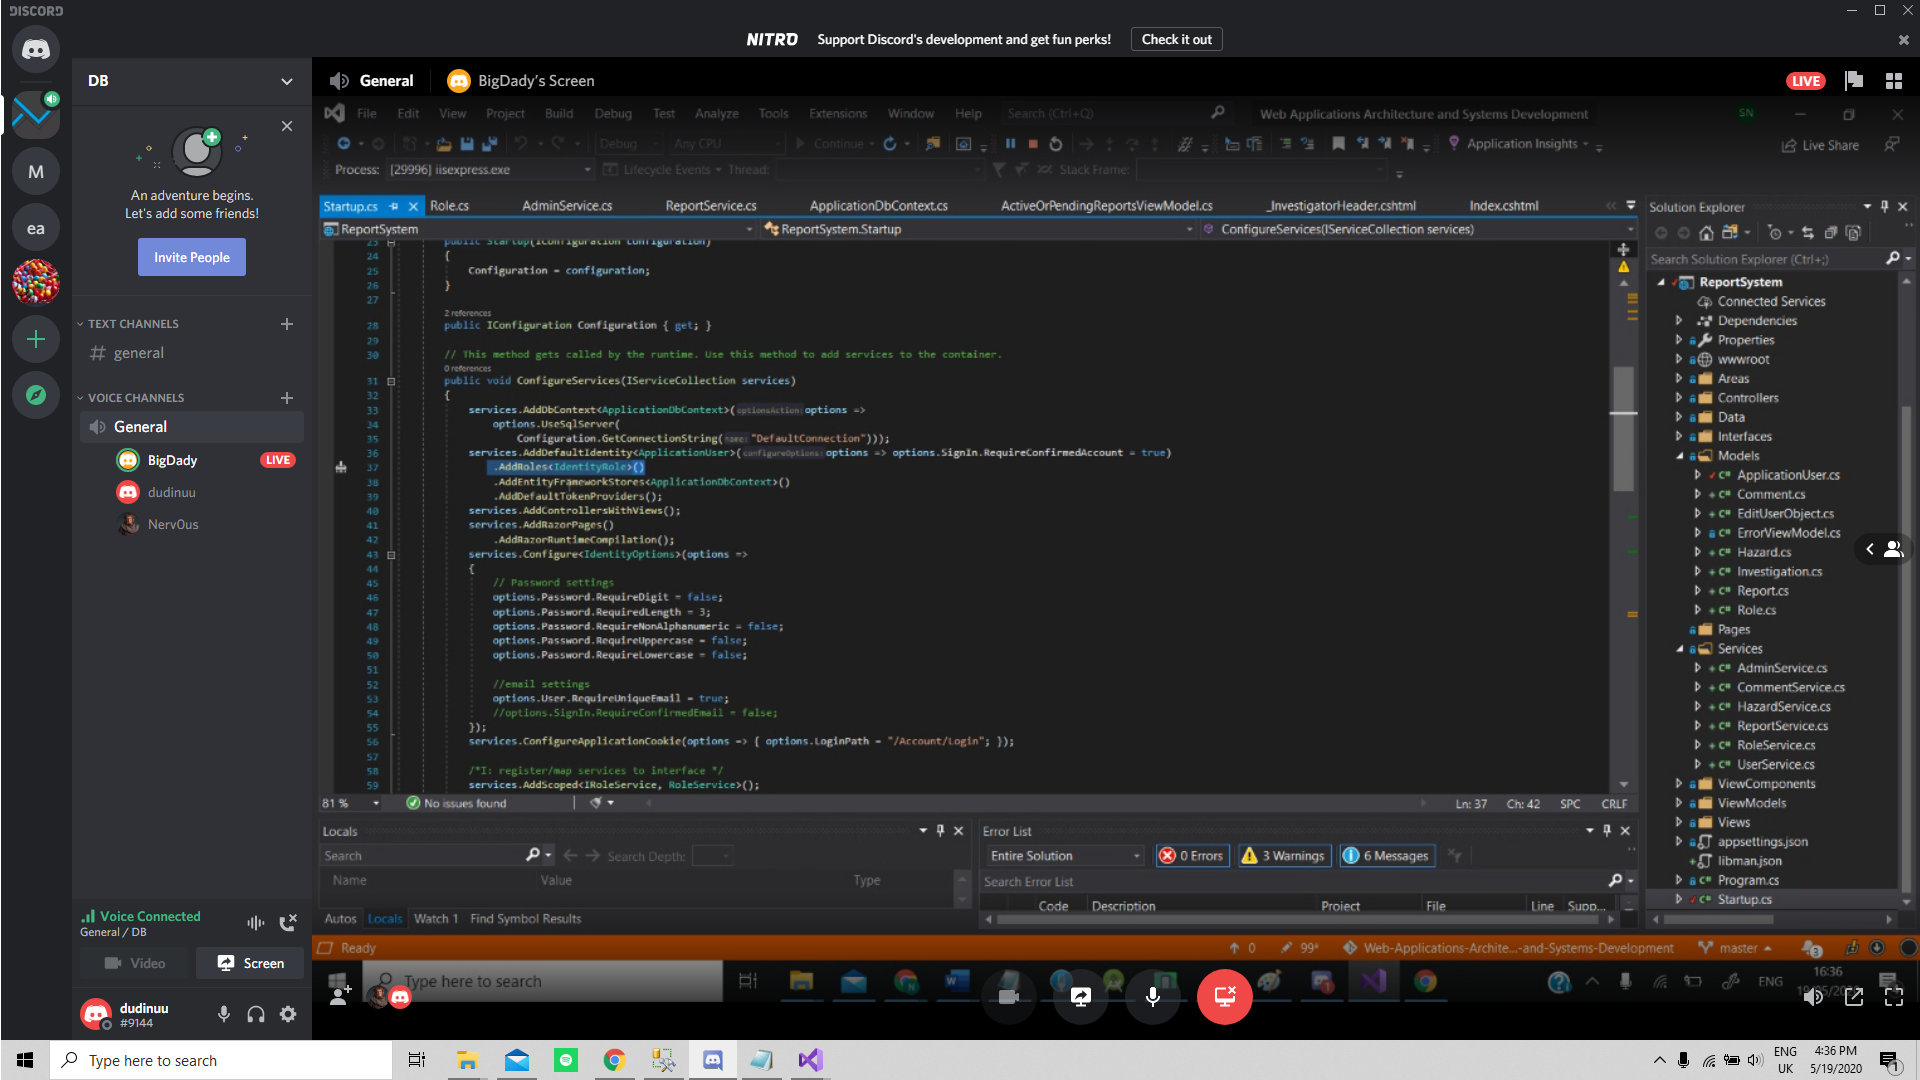 DISCORD
NITRO Support Discord's development and get fun perks! Check it out
DB
General BigDady's Screen LIVE
An adventure begins.
Let's add some friends!
Invite People
M
ea
TEXT CHANNELS
general
VOICE CHANNELS
General
BigDady LIVE
dudinuu
Nerv0us
Voice Connected
General / DB
Video Screen
dudinuu
#9144
File Edit View Project Build Debug Test Analyze Tools Extensions Window Help Search (Ctrl+Q) Web Applications Architecture and Systems Development SN
Debug Any CPU Continue Application Insights Live Share
Process: [29996] iisexpress.exe Lifecycle Events Thread: Stack Frame:
Startup.cs Role.cs AdminService.cs ReportService.cs ApplicationDbContext.cs ActiveOrPendingReportsViewModel.cs _InvestigatorHeader.cshtml Index.cshtml
ReportSystem ReportSystem.Startup ConfigureServices(IServiceCollection services)
23 public Startup(IConfiguration configuration)
24 {
25 Configuration = configuration;
26 }
27
2 references
28 public IConfiguration Configuration { get; }
29
30 // This method gets called by the runtime. Use this method to add services to the container.
0 references
31 public void ConfigureServices(IServiceCollection services)
32 {
33 services.AddDbContext<ApplicationDbContext>(optionsAction: options =>
34 options.UseSqlServer(
35 Configuration.GetConnectionString(name: "DefaultConnection")));
36 services.AddDefaultIdentity<ApplicationUser>(configureOptions: options => options.SignIn.RequireConfirmedAccount = true)
37 .AddRoles<IdentityRole>()
38 .AddEntityFrameworkStores<ApplicationDbContext>()
39 .AddDefaultTokenProviders();
40 services.AddControllersWithViews();
41 services.AddRazorPages()
42 .AddRazorRuntimeCompilation();
43 services.Configure<IdentityOptions>(options =>
44 {
45 // Password settings
46 options.Password.RequireDigit = false;
47 options.Password.RequiredLength = 3;
48 options.Password.RequireNonAlphanumeric = false;
49 options.Password.RequireUppercase = false;
50 options.Password.RequireLowercase = false;
51
52 //email settings
53 options.User.RequireUniqueEmail = true;
54 //options.SignIn.RequireConfirmedEmail = false;
55 });
56 services.ConfigureApplicationCookie(options => { options.LoginPath = "/Account/Login"; });
57
58 /*I: register/map services to interface */
59 services.AddScoped<IRoleService, RoleService>();
81 % No issues found Ln: 37 Ch: 42 SPC CRLF
Locals
Search Search Depth:
Name Value Type
Autos Locals Watch 1 Find Symbol Results
Error List
Entire Solution 0 Errors 3 Warnings 6 Messages
Search Error List
Code Description Project File Line Supp...
Solution Explorer
Search Solution Explorer (Ctrl+;)
ReportSystem
Connected Services
Dependencies
Properties
wwwroot
Areas
Controllers
Data
Interfaces
Models
C# ApplicationUser.cs
C# Comment.cs
C# EditUserObject.cs
C# ErrorViewModel.cs
C# Hazard.cs
C# Investigation.cs
C# Report.cs
C# Role.cs
Pages
Services
C# AdminService.cs
C# CommentService.cs
C# HazardService.cs
C# ReportService.cs
C# RoleService.cs
C# UserService.cs
ViewComponents
ViewModels
Views
appsettings.json
libman.json
C# Program.cs
C# Startup.cs
Ready 0 99+ Web-Applications-Archite...-and-Systems-Development master 3
Type here to search ENG 16:36
Type here to search ENG 4:36 PM
UK 5/19/2020 1